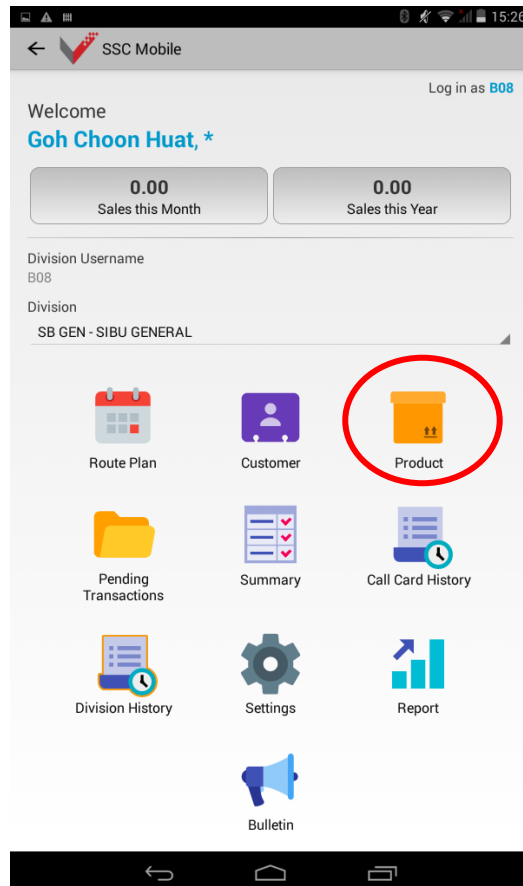 15:26
SSC Mobile
Log in as B08
Welcome
Goh Choon Huat, *
0.00
Sales this Month
0.00
Sales this Year
Division Username
B08
Division
SB GEN - SIBU GENERAL
Route Plan
Customer
Product
Pending
Transactions
Summary
Call Card History
Division History
Settings
Report
Bulletin